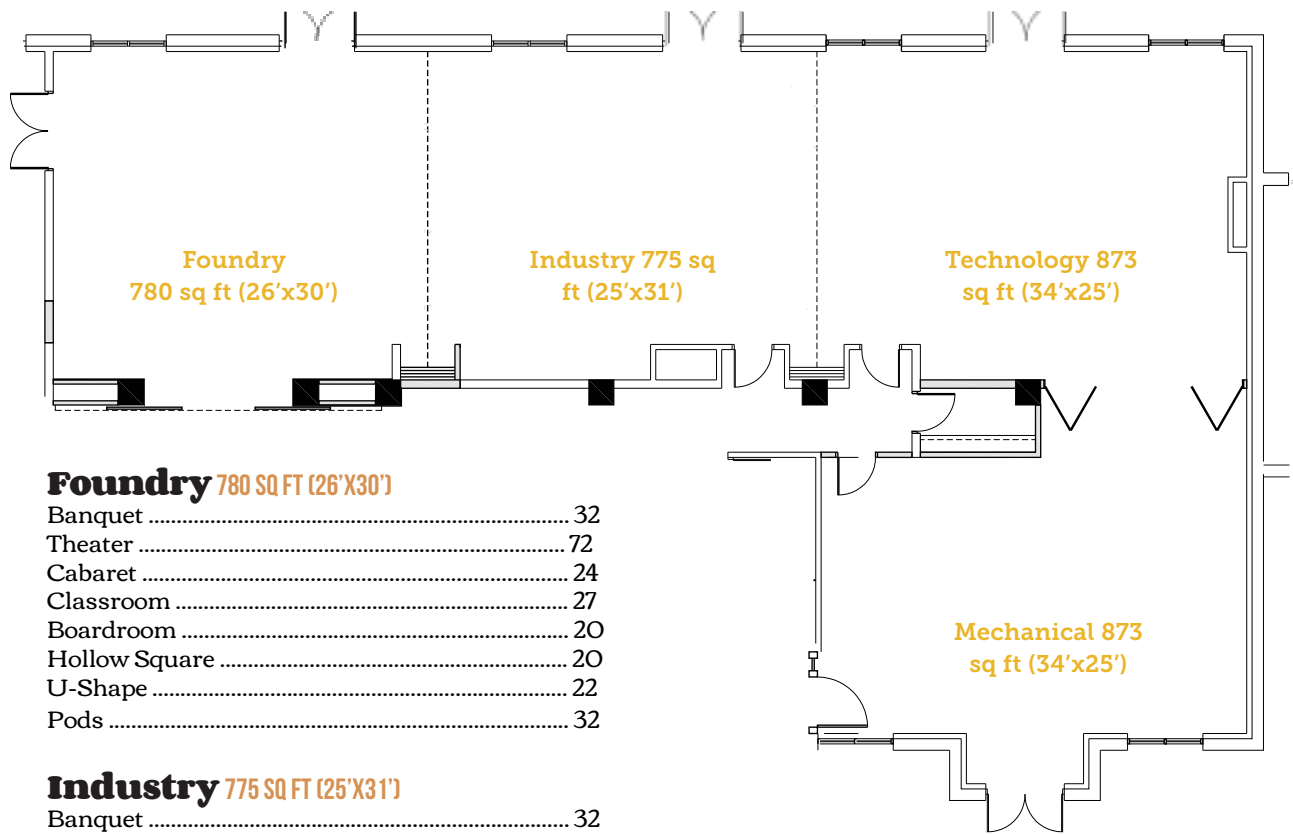 Foundry
780 sq ft (26′x30′)
Industry 775 sq
ft (25′x31′)
Technology 873
sq ft (34′x25′)
Mechanical 873
sq ft (34′x25′)
Foundry 780 SQ FT (26'X30')
Banquet ........................................................................ 32
Theater ......................................................................... 72
Cabaret ......................................................................... 24
Classroom .................................................................... 27
Boardroom .................................................................... 20
Hollow Square ............................................................. 20
U-Shape ........................................................................ 22
Pods ............................................................................... 32
Industry 775 SQ FT (25'X31')
Banquet ........................................................................ 32